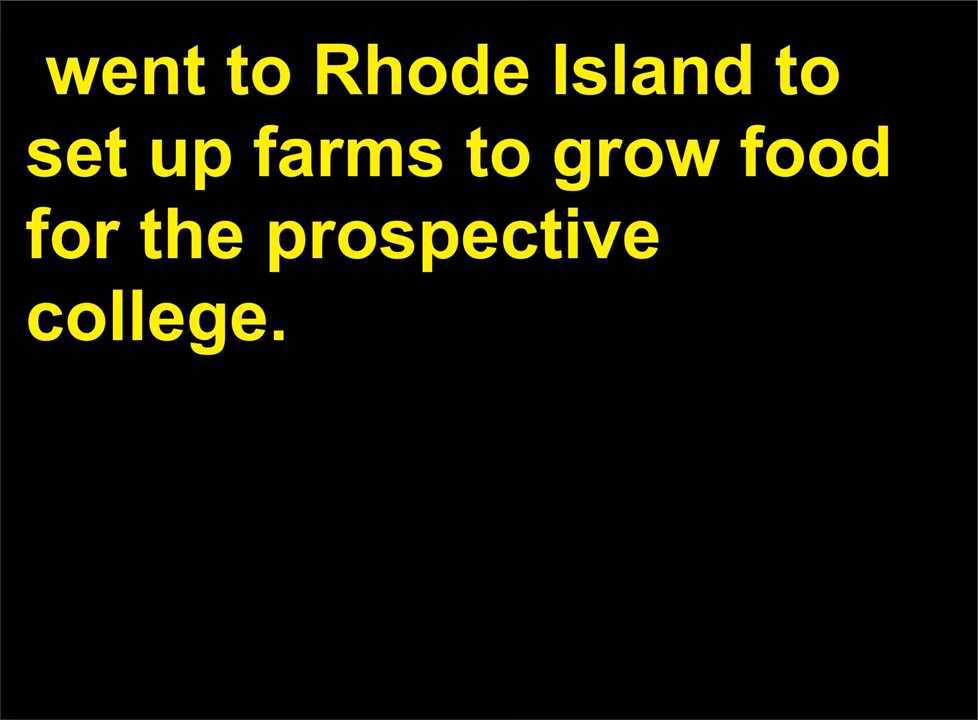 went to Rhode Island to
set up farms to grow food
for the prospective
college.